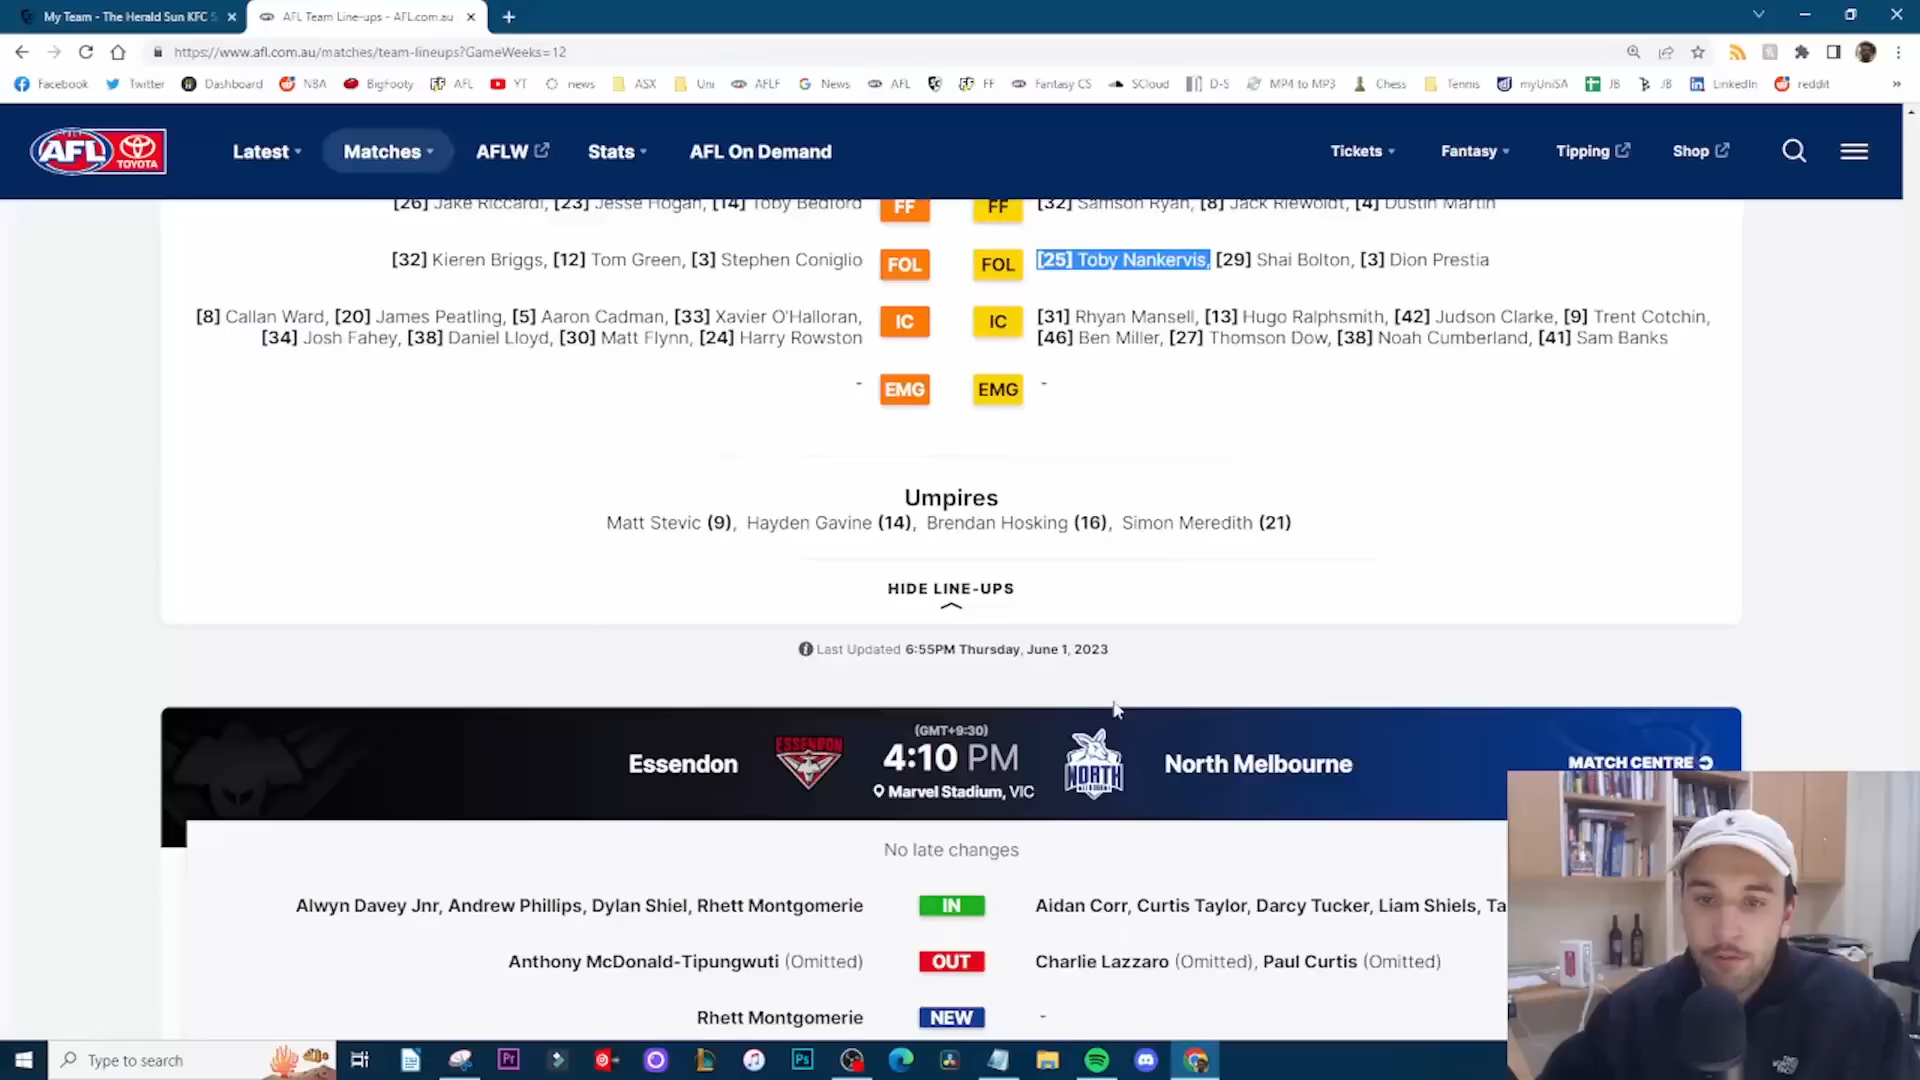 My Team - The Herald Sun KFC S
AFL Team Line-ups - AFL.com.au
https://www.afl.com.au/matches/team-lineups?GameWeeks=12
Facebook Twitter Dashboard NBA BigFooty AFL YT news ASX Uni AFLF News AFL FF Fantasy CS SCloud D-S MP4 to MP3 Chess Tennis myUniSA JB JB LinkedIn reddit
AFL TOYOTA Latest Matches AFLW Stats AFL On Demand Tickets Fantasy Tipping Shop
[26] Jake Riccardi, [23] Jesse Hogan, [14] Toby Bedford FF FF [32] Samson Ryan, [8] Jack Riewoldt, [4] Dustin Martin
[32] Kieren Briggs, [12] Tom Green, [3] Stephen Coniglio FOL FOL [25] Toby Nankervis, [29] Shai Bolton, [3] Dion Prestia
[8] Callan Ward, [20] James Peatling, [5] Aaron Cadman, [33] Xavier O'Halloran,
[34] Josh Fahey, [38] Daniel Lloyd, [30] Matt Flynn, [24] Harry Rowston
IC IC
[31] Rhyan Mansell, [13] Hugo Ralphsmith, [42] Judson Clarke, [9] Trent Cotchin,
[46] Ben Miller, [27] Thomson Dow, [38] Noah Cumberland, [41] Sam Banks
- EMG EMG -
Umpires
Matt Stevic (9), Hayden Gavine (14), Brendan Hosking (16), Simon Meredith (21)
HIDE LINE-UPS
Last Updated 6:55PM Thursday, June 1, 2023
(GMT+9:30)
Essendon ESSENDON 4:10 PM NORTH North Melbourne MATCH CENTRE
Marvel Stadium, VIC
No late changes
Alwyn Davey Jnr, Andrew Phillips, Dylan Shiel, Rhett Montgomerie IN Aidan Corr, Curtis Taylor, Darcy Tucker, Liam Shiels, Ta
Anthony McDonald-Tipungwuti (Omitted) OUT Charlie Lazzaro (Omitted), Paul Curtis (Omitted)
Rhett Montgomerie NEW -
Type to search Pr Ps